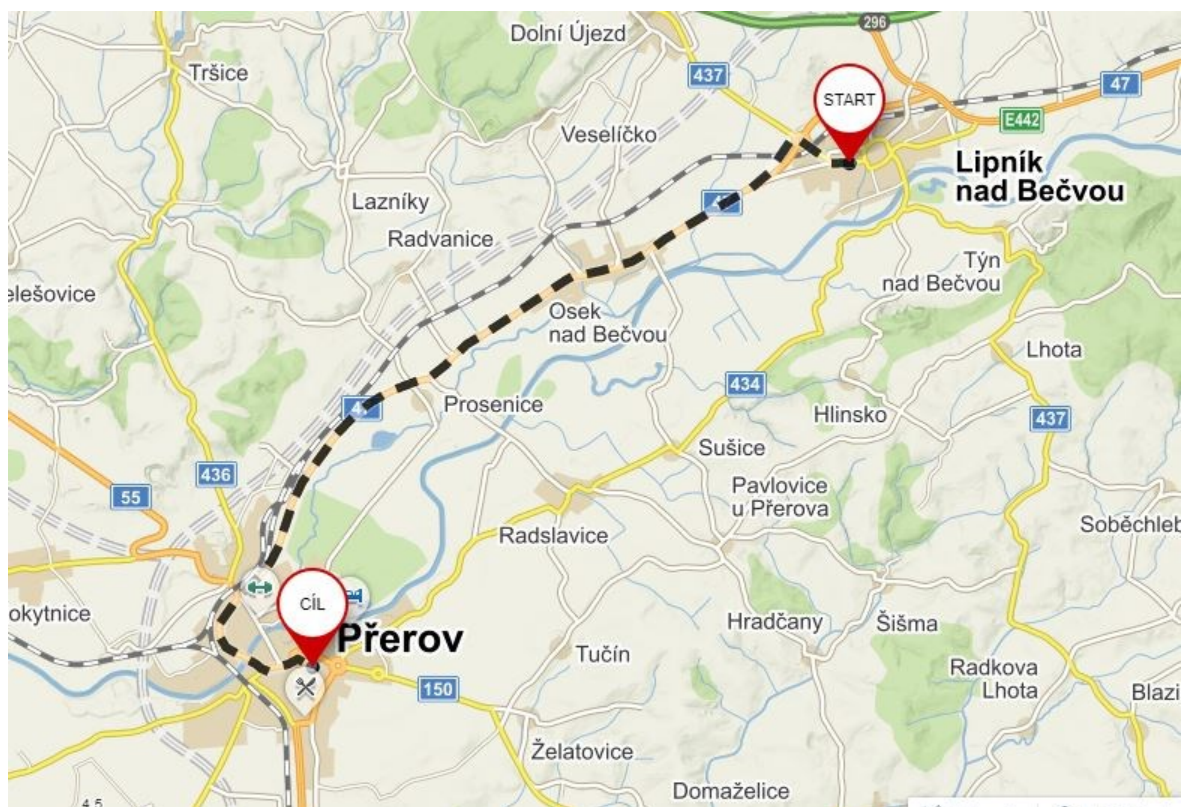 296
Dolní Újezd
Tršice
437
47
START
E442
Veselíčko
Lipník
nad Bečvou
Lazníky
Radvanice
Týn
nad Bečvou
Osek
nad Bečvou
Lhota
434
Prosenice
Hlinsko
437
Sušice
436
55
Pavlovice
u Přerova
Soběchleb
Radslavice
CÍL
Přerov
Hradčany
Šišma
Tučín
Radkova
Lhota
150
Blazi
Želatovice
Domaželice